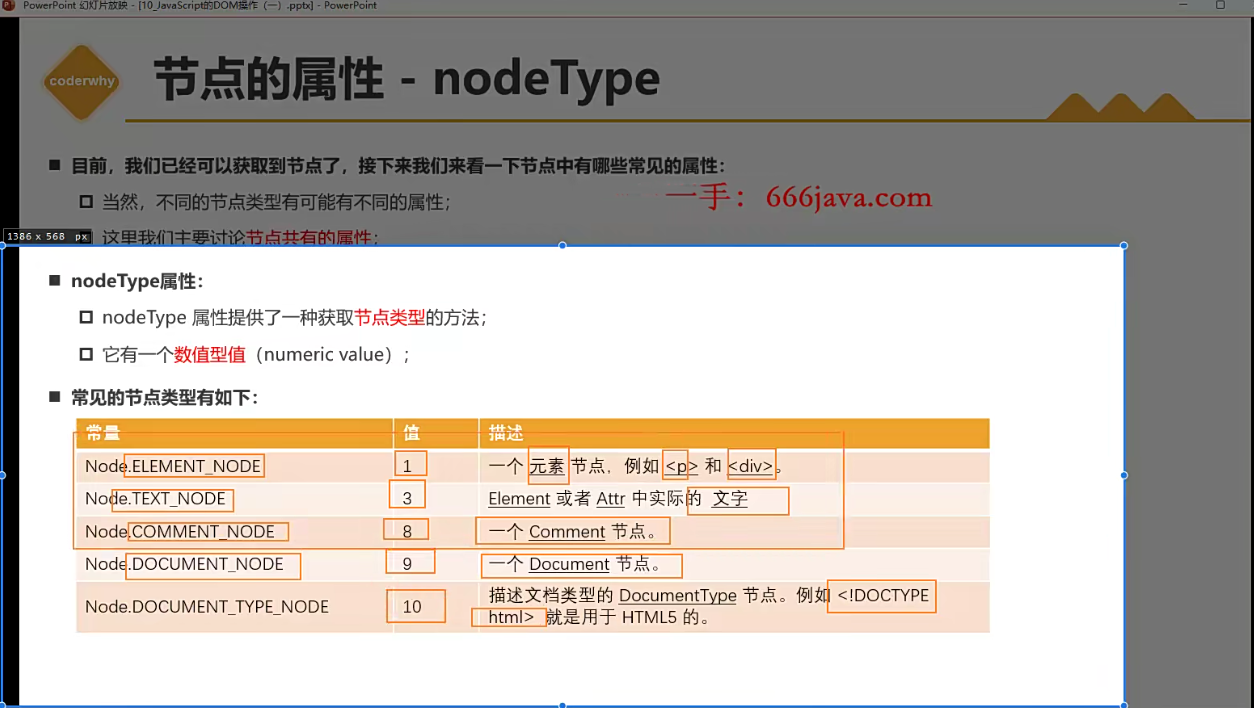 PowerPoint 幻灯片放映 - [10_JavaScript的DOM操作（一）.pptx] - PowerPoint
coderwhy
节点的属性 - nodeType
目前，我们已经可以获取到节点了，接下来我们来看一下节点中有哪些常见的属性：
当然，不同的节点类型有可能有不同的属性；
一手：666java.com
1386 x 568 px
这里我们主要讨论节点共有的属性；
nodeType属性：
nodeType 属性提供了一种获取节点类型的方法；
它有一个数值型值（numeric value）；
常见的节点类型有如下：
常量 值 描述
Node.ELEMENT_NODE 1 一个 元素 节点，例如 <p> 和 <div>。
Node.TEXT_NODE 3 Element 或者 Attr 中实际的 文字
Node.COMMENT_NODE 8 一个 Comment 节点。
Node.DOCUMENT_NODE 9 一个 Document 节点。
Node.DOCUMENT_TYPE_NODE 10 描述文档类型的 DocumentType 节点。例如 <!DOCTYPE
html> 就是用于 HTML5 的。